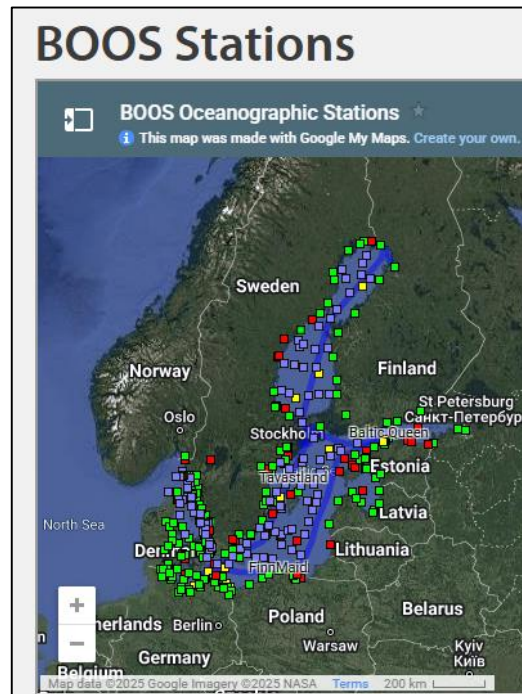 BOOS Stations
BOOS Oceanographic Stations
This map was made with Google My Maps. Create your own.
Sweden
Norway
Finland
Oslo
St Petersburg
Санкт-Петербур
Baltic Queen
Estonia
Tavastland
North Sea
Latvia
Lithuania
FinnMaid
Belarus
Poland
Berlin
Warsaw
Germany
Kyiv
Київ
Belgium
Map data ©2025 Google Imagery ©2025 NASA Terms 200 km